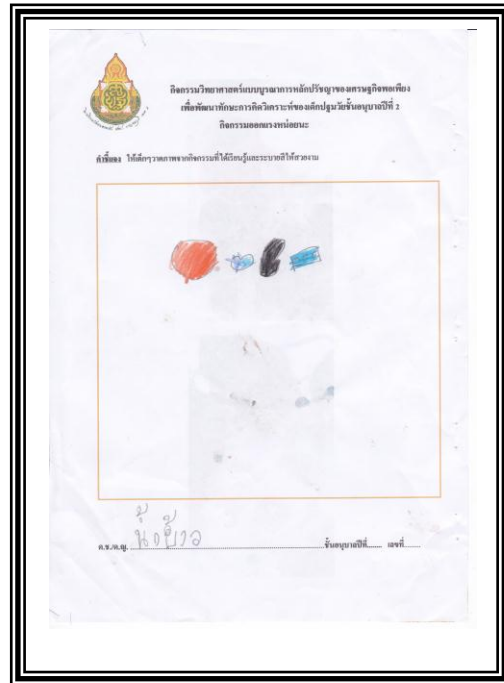 กิจกรรมวิทยาศาสตร์แบบบูรณาการหลักปรัชญาของเศรษฐกิจพอเพียง
เพื่อพัฒนาทักษะการคิดวิเคราะห์ของเด็กปฐมวัยชั้นอนุบาลปีที่ 2
กิจกรรมออกแรงหน่อยนะ
คำชี้แจง ให้เด็กๆวาดภาพจากกิจกรรมที่ได้เรียนรู้และระบายสีให้สวยงาม
ด.ช./ด.ญ. ชั้นอนุบาลปีที่....... เลขที่.......